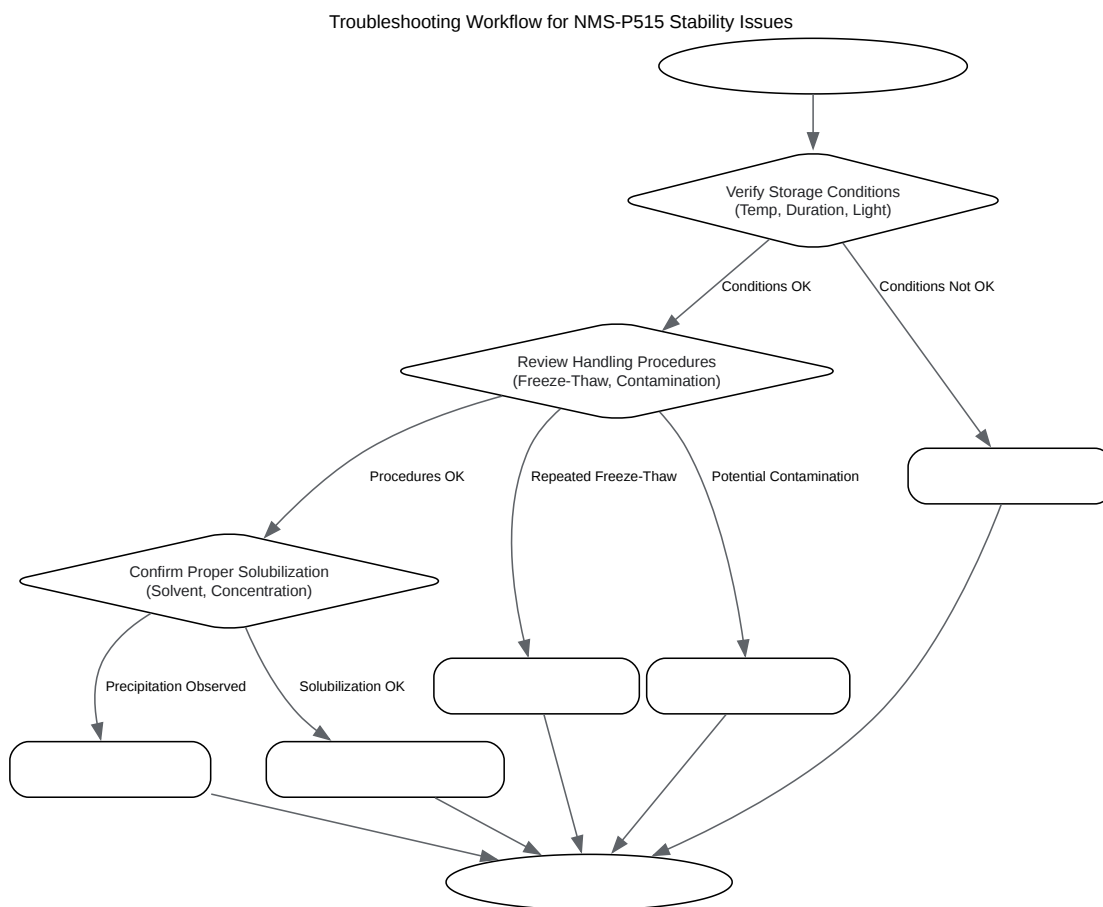 Troubleshooting Workflow for NMS-P515 Stability Issues
Verify Storage Conditions
(Temp, Duration, Light)
Conditions OK
Conditions Not OK
Review Handling Procedures
(Freeze-Thaw, Contamination)
Procedures OK
Repeated Freeze-Thaw
Potential Contamination
Confirm Proper Solubilization
(Solvent, Concentration)
Precipitation Observed
Solubilization OK